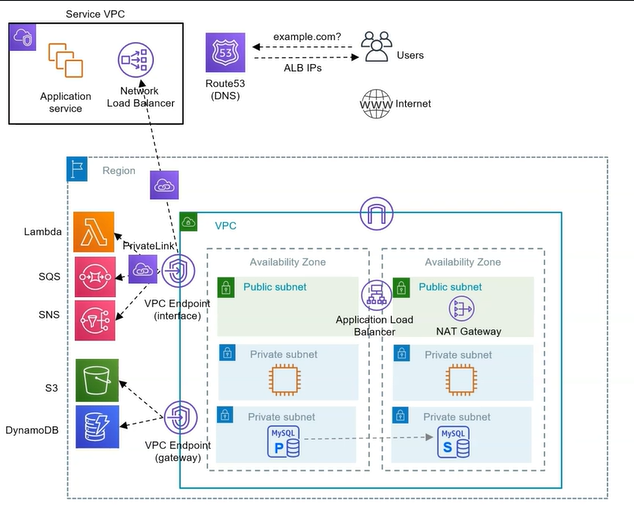 Service VPC
Application
service
Network
Load Balancer
53
Route53
(DNS)
example.com?
ALB IPs
Users
WWW
Internet
Region
VPC
Lambda
PrivateLink
SQS
SNS
VPC Endpoint
(interface)
S3
DynamoDB
VPC Endpoint
(gateway)
Availability Zone
Public subnet
Application Load
Balancer
Private subnet
Private subnet
MySQL
P
Availability Zone
Public subnet
NAT Gateway
Private subnet
Private subnet
MySQL
S